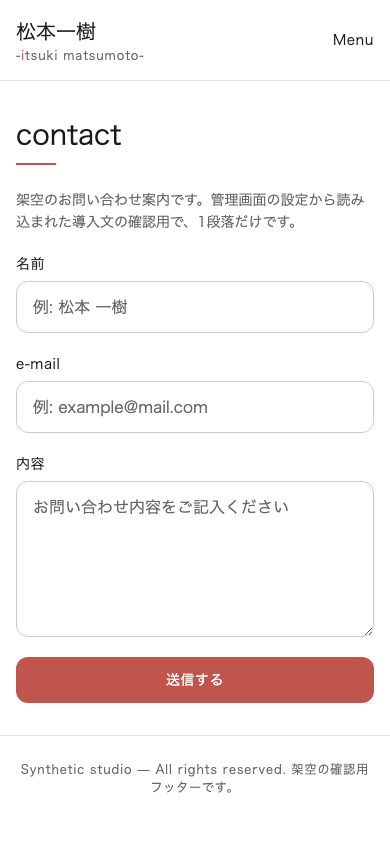 松本一樹
-itsuki matsumoto-
Menu
contact
架空のお問い合わせ案内です。管理画面の設定から読み
込まれた導入文の確認用で、1段落だけです。
名前
例: 松本 一樹
e-mail
例: example@mail.com
内容
お問い合わせ内容をご記入ください
送信する
Synthetic studio — All rights reserved. 架空の確認用
フッターです。